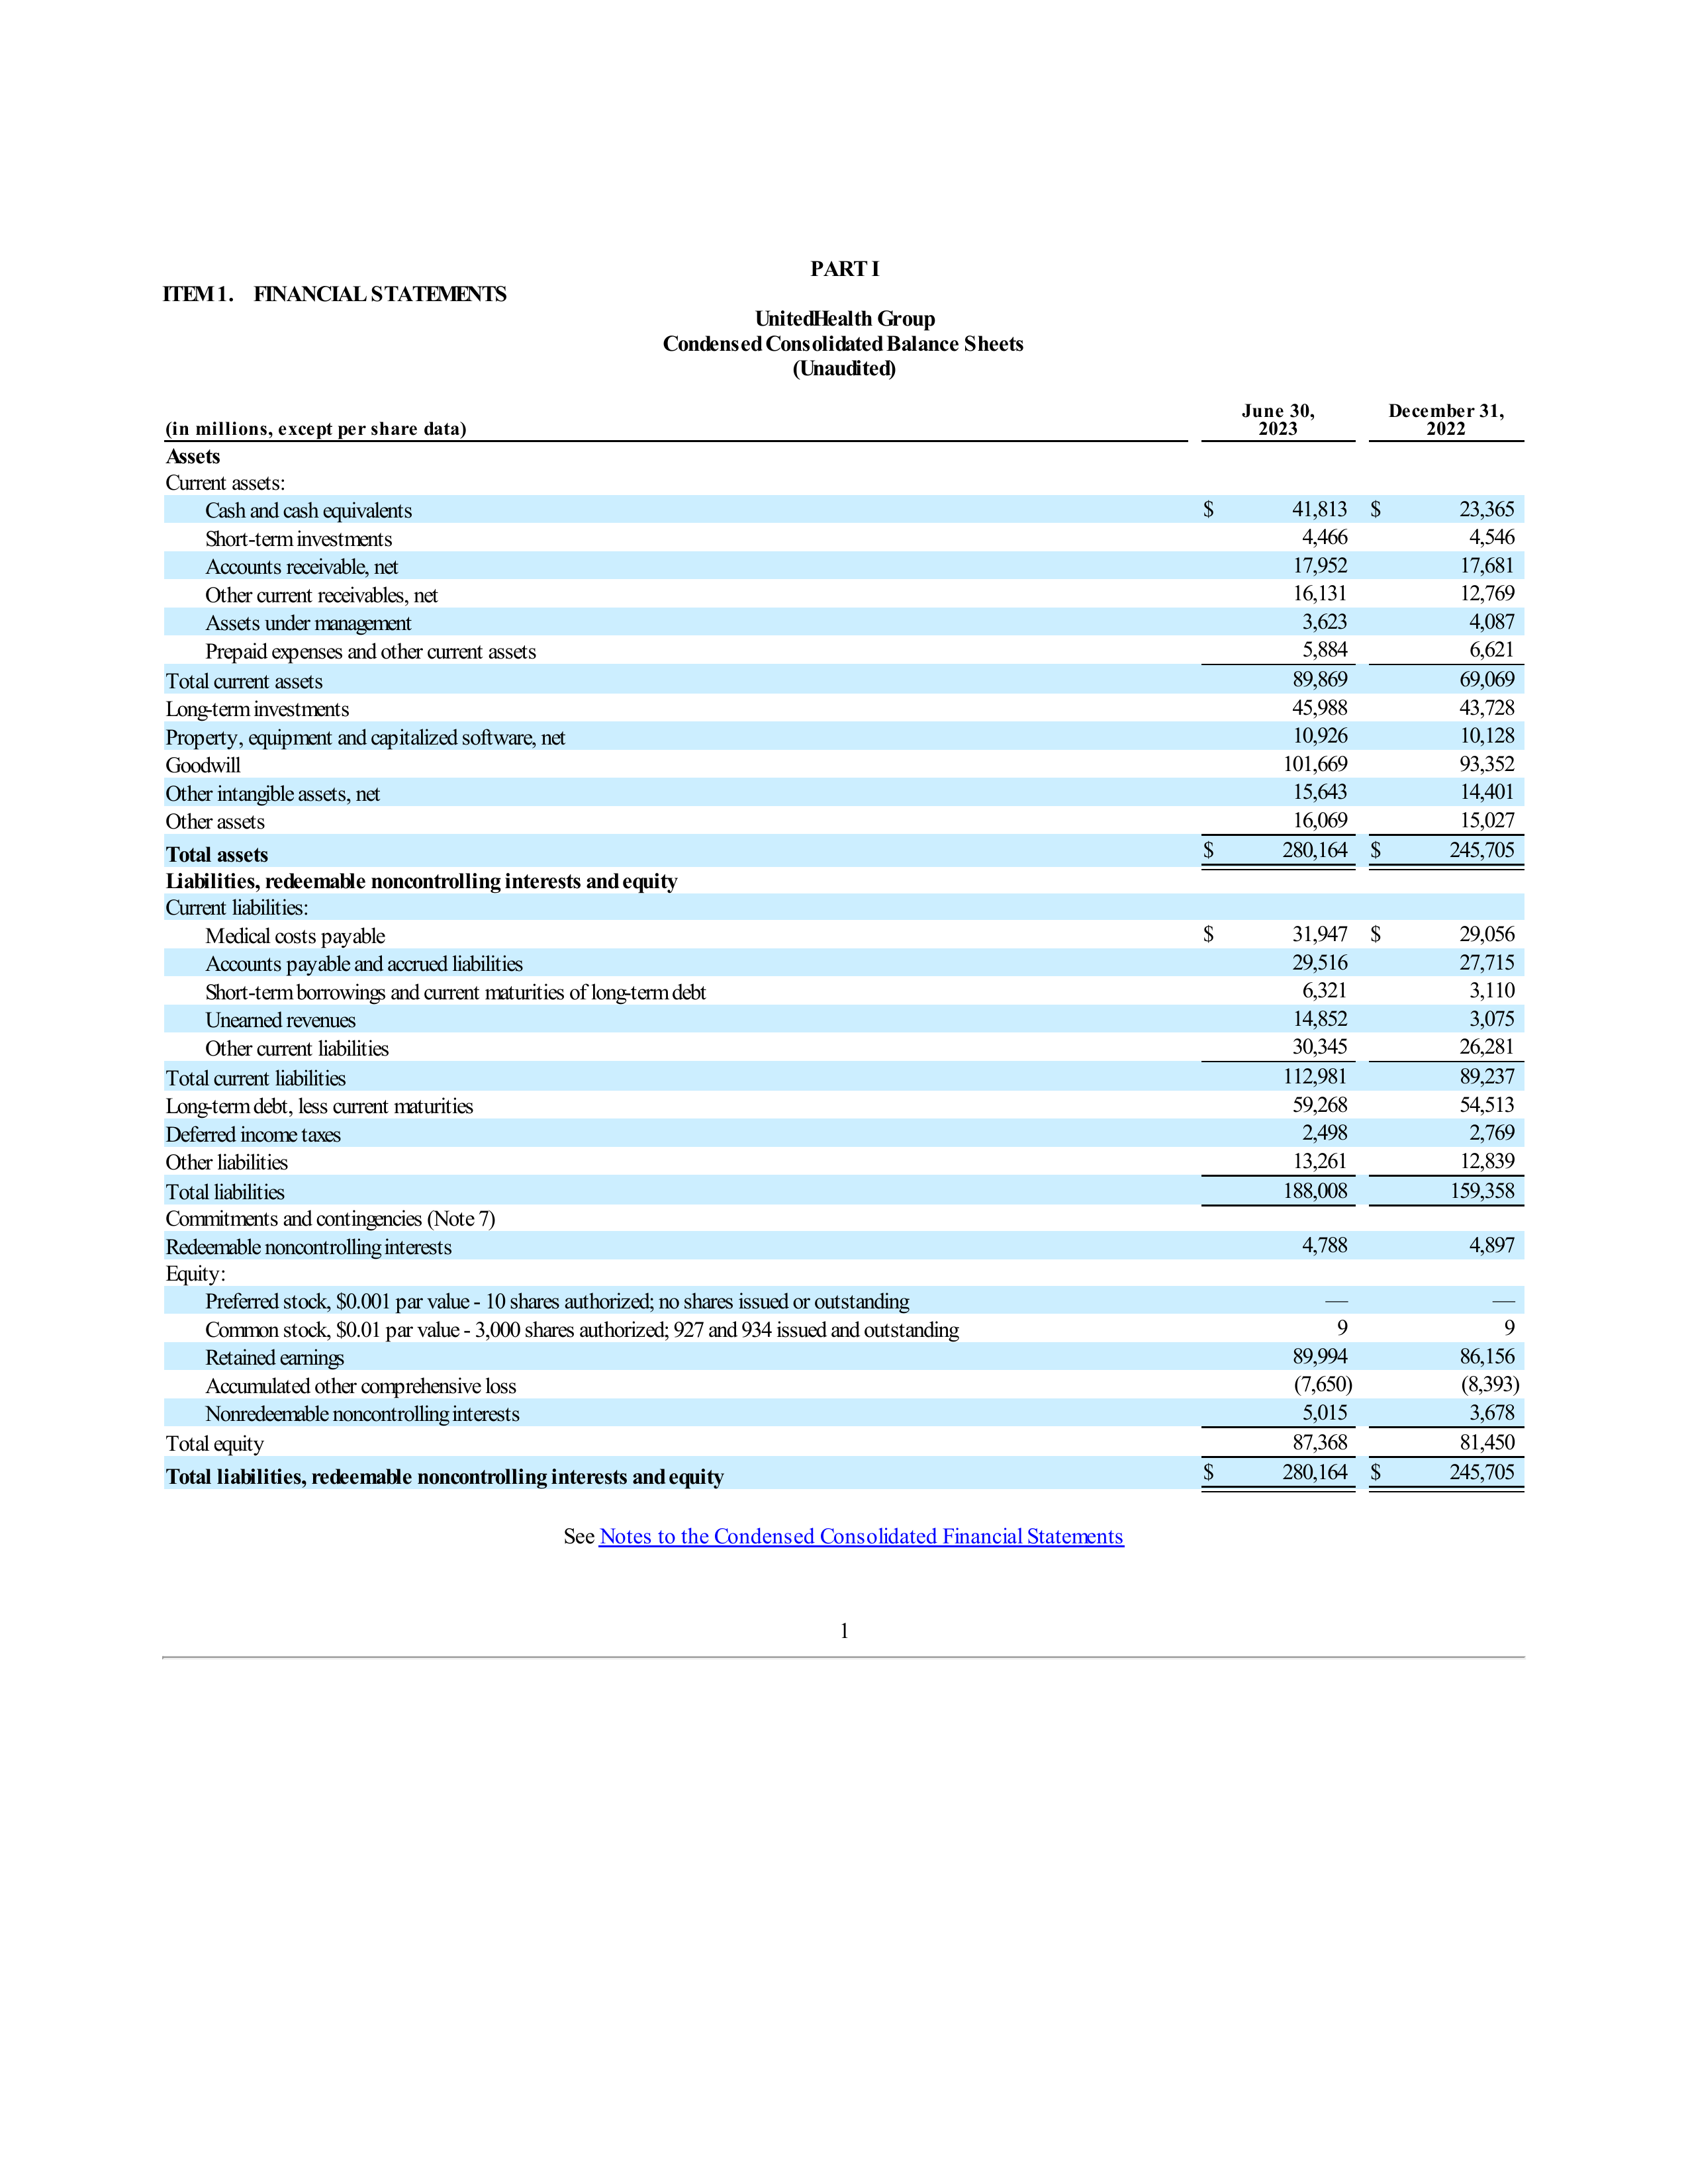 PART I
ITEM 1. FINANCIAL STATEMENTS
UnitedHealth Group
Condensed Consolidated Balance Sheets
(Unaudited)
(in millions, except per share data) June 30, 2023 December 31, 2022
Assets
Current assets:
Cash and cash equivalents $ 41,813 $ 23,365
Short-term investments 4,466 4,546
Accounts receivable, net 17,952 17,681
Other current receivables, net 16,131 12,769
Assets under management 3,623 4,087
Prepaid expenses and other current assets 5,884 6,621
Total current assets 89,869 69,069
Long-term investments 45,988 43,728
Property, equipment and capitalized software, net 10,926 10,128
Goodwill 101,669 93,352
Other intangible assets, net 15,643 14,401
Other assets 16,069 15,027
Total assets $ 280,164 $ 245,705
Liabilities, redeemable noncontrolling interests and equity
Current liabilities:
Medical costs payable $ 31,947 $ 29,056
Accounts payable and accrued liabilities 29,516 27,715
Short-term borrowings and current maturities of long-term debt 6,321 3,110
Unearned revenues 14,852 3,075
Other current liabilities 30,345 26,281
Total current liabilities 112,981 89,237
Long-term debt, less current maturities 59,268 54,513
Deferred income taxes 2,498 2,769
Other liabilities 13,261 12,839
Total liabilities 188,008 159,358
Commitments and contingencies (Note 7)
Redeemable noncontrolling interests 4,788 4,897
Equity:
Preferred stock, $0.001 par value - 10 shares authorized; no shares issued or outstanding — —
Common stock, $0.01 par value - 3,000 shares authorized; 927 and 934 issued and outstanding 9 9
Retained earnings 89,994 86,156
Accumulated other comprehensive loss (7,650) (8,393)
Nonredeemable noncontrolling interests 5,015 3,678
Total equity 87,368 81,450
Total liabilities, redeemable noncontrolling interests and equity $ 280,164 $ 245,705
See Notes to the Condensed Consolidated Financial Statements
1